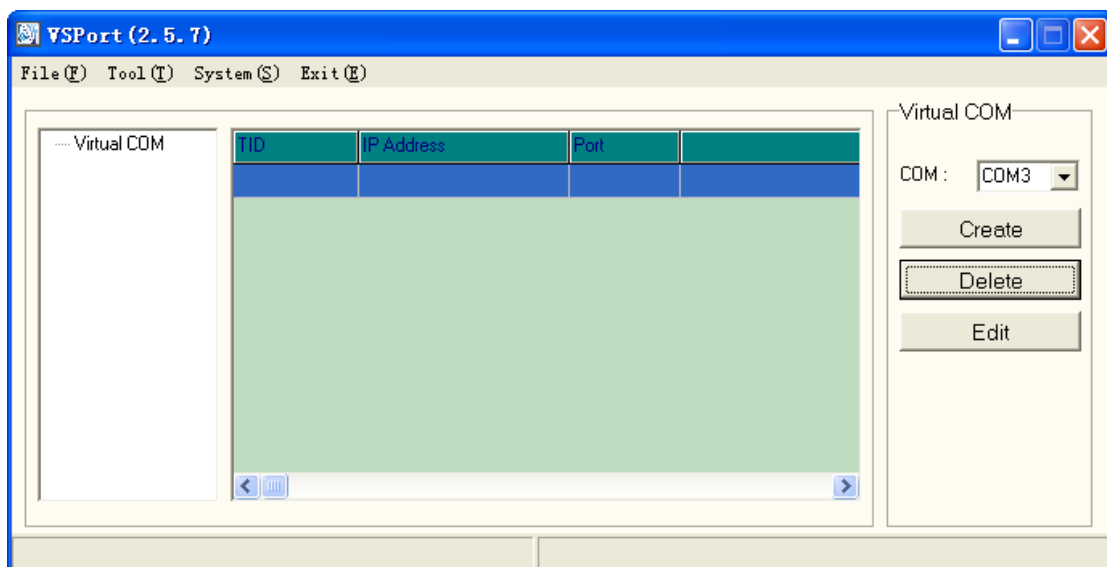 VSPort(2.5.7)
File(F) Tool(T) System(S) Exit(E)
Virtual COM
TID IP Address Port
Virtual COM
COM : COM3
Create
Delete
Edit